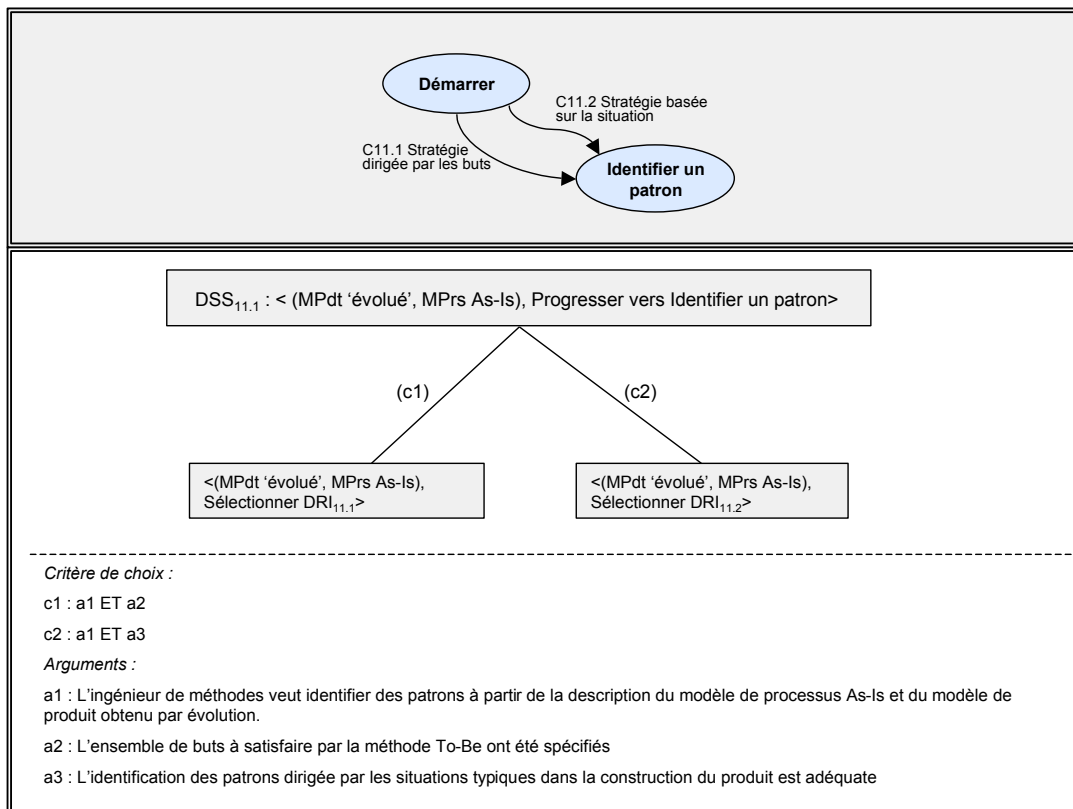 Démarrer
C11.2 Stratégie basée
sur la situation
C11.1 Stratégie
dirigée par les buts
Identifier un
patron
DSS11.1 : < (MPdt ‘évolué’, MPrs As-Is), Progresser vers Identifier un patron>
(c1)
(c2)
<(MPdt ‘évolué’, MPrs As-Is),
Sélectionner DRI11.1>
<(MPdt ‘évolué’, MPrs As-Is),
Sélectionner DRI11.2>
Critère de choix :
c1 : a1 ET a2
c2 : a1 ET a3
Arguments :
a1 : L’ingénieur de méthodes veut identifier des patrons à partir de la description du modèle de processus As-Is et du modèle de
produit obtenu par évolution.
a2 : L’ensemble de buts à satisfaire par la méthode To-Be ont été spécifiés
a3 : L’identification des patrons dirigée par les situations typiques dans la construction du produit est adéquate